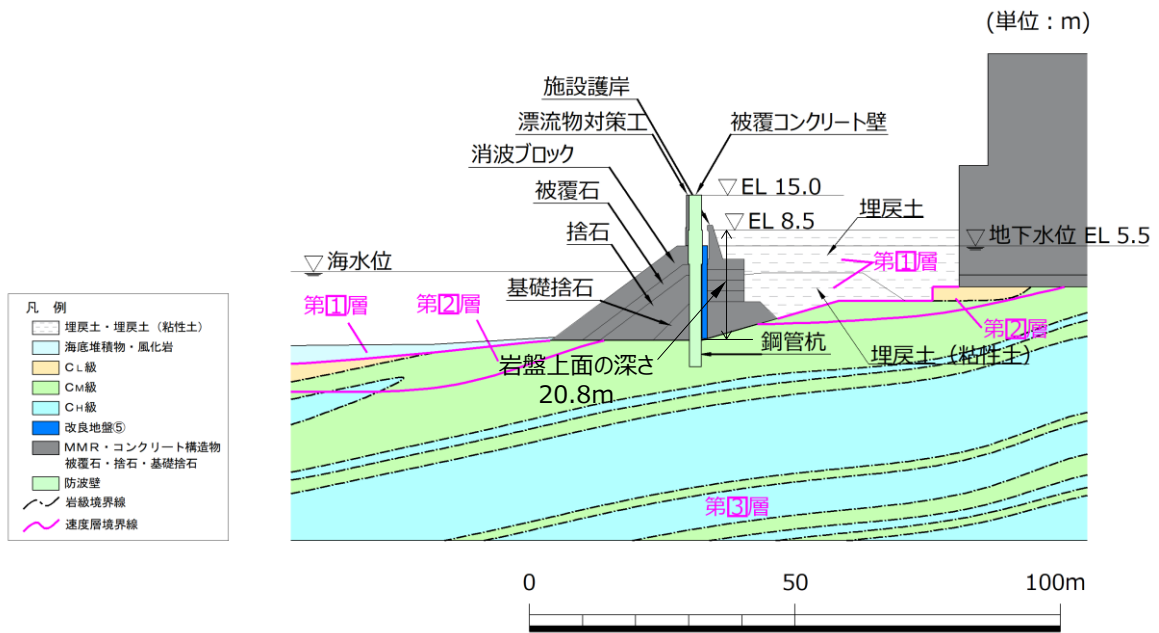 (単位：m)
施設護岸
漂流物対策工
被覆コンクリート壁
消波ブロック
EL 15.0
被覆石
EL 8.5
埋戻土
捨石
地下水位 EL 5.5
海水位
第1層
基礎捨石
第1層
第2層
第2層
鋼管杭
埋戻土（粘性土）
岩盤上面の深さ
20.8m
第3層
凡 例
埋戻土・埋戻土（粘性土）
海底堆積物・風化岩
CL級
CM級
CH級
改良地盤⑤
MMR・コンクリート構造物
被覆石・捨石・基礎捨石
防波壁
岩級境界線
速度層境界線
0 50 100m